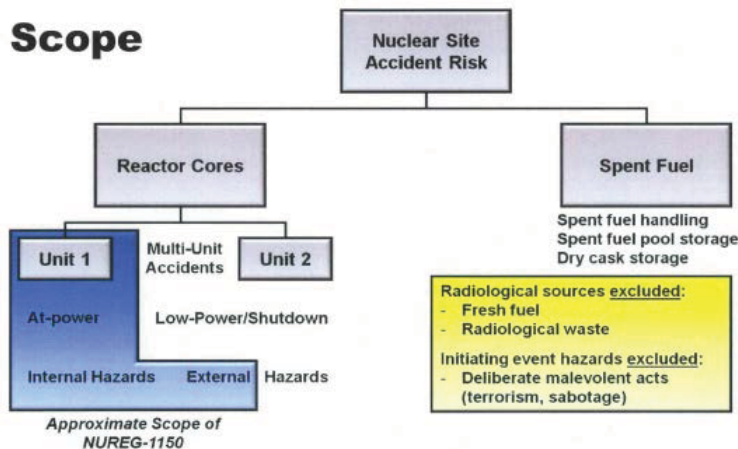 Scope
Nuclear Site
Accident Risk
Reactor Cores
Spent Fuel
Spent fuel handling
Spent fuel pool storage
Dry cask storage
Unit 1
Multi-Unit
Accidents
Unit 2
At-power
Low-Power/Shutdown
Internal Hazards
External Hazards
Approximate Scope of
NUREG-1150
Radiological sources excluded:
- Fresh fuel
- Radiological waste
Initiating event hazards excluded:
- Deliberate malevolent acts
(terrorism, sabotage)